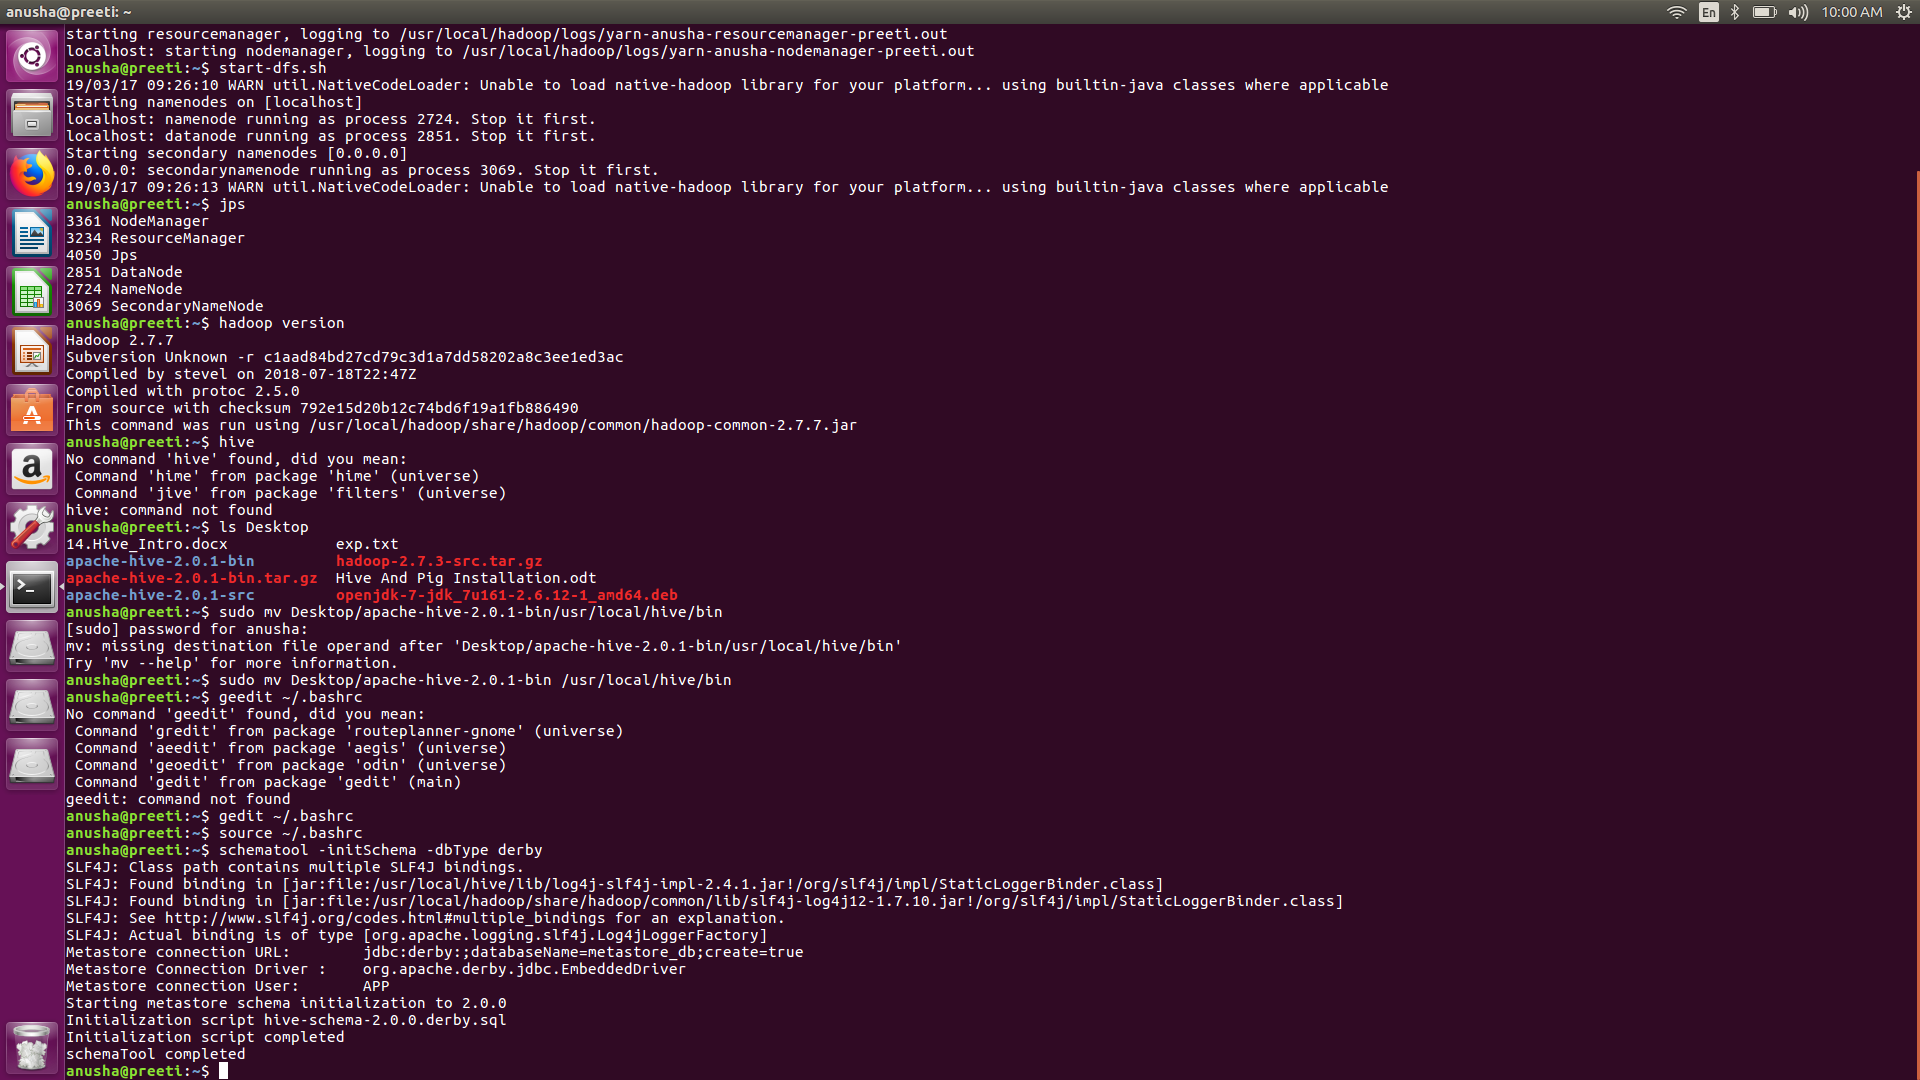 anusha@preeti: ~
En
10:00 AM
starting resourcemanager, logging to /usr/local/hadoop/logs/yarn-anusha-resourcemanager-preeti.out
localhost: starting nodemanager, logging to /usr/local/hadoop/logs/yarn-anusha-nodemanager-preeti.out
anusha@preeti:~$ start-dfs.sh
19/03/17 09:26:10 WARN util.NativeCodeLoader: Unable to load native-hadoop library for your platform... using builtin-java classes where applicable
Starting namenodes on [localhost]
localhost: namenode running as process 2724. Stop it first.
localhost: datanode running as process 2851. Stop it first.
Starting secondary namenodes [0.0.0.0]
0.0.0.0: secondarynamenode running as process 3069. Stop it first.
19/03/17 09:26:13 WARN util.NativeCodeLoader: Unable to load native-hadoop library for your platform... using builtin-java classes where applicable
anusha@preeti:~$ jps
3361 NodeManager
3234 ResourceManager
4050 Jps
2851 DataNode
2724 NameNode
3069 SecondaryNameNode
anusha@preeti:~$ hadoop version
Hadoop 2.7.7
Subversion Unknown -r c1aad84bd27cd79c3d1a7dd58202a8c3ee1ed3ac
Compiled by stevel on 2018-07-18T22:47Z
Compiled with protoc 2.5.0
From source with checksum 792e15d20b12c74bd6f19a1fb886490
This command was run using /usr/local/hadoop/share/hadoop/common/hadoop-common-2.7.7.jar
anusha@preeti:~$ hive
No command 'hive' found, did you mean:
 Command 'hime' from package 'hime' (universe)
 Command 'jive' from package 'filters' (universe)
hive: command not found
anusha@preeti:~$ ls Desktop
14.Hive_Intro.docx            exp.txt
apache-hive-2.0.1-bin         hadoop-2.7.3-src.tar.gz
apache-hive-2.0.1-bin.tar.gz  Hive And Pig Installation.odt
apache-hive-2.0.1-src         openjdk-7-jdk_7u161-2.6.12-1_amd64.deb
anusha@preeti:~$ sudo mv Desktop/apache-hive-2.0.1-bin/usr/local/hive/bin
[sudo] password for anusha:
mv: missing destination file operand after 'Desktop/apache-hive-2.0.1-bin/usr/local/hive/bin'
Try 'mv --help' for more information.
anusha@preeti:~$ sudo mv Desktop/apache-hive-2.0.1-bin /usr/local/hive/bin
anusha@preeti:~$ geedit ~/.bashrc
No command 'geedit' found, did you mean:
 Command 'gredit' from package 'routeplanner-gnome' (universe)
 Command 'aeedit' from package 'aegis' (universe)
 Command 'geoedit' from package 'odin' (universe)
 Command 'gedit' from package 'gedit' (main)
geedit: command not found
anusha@preeti:~$ gedit ~/.bashrc
anusha@preeti:~$ source ~/.bashrc
anusha@preeti:~$ schematool -initSchema -dbType derby
SLF4J: Class path contains multiple SLF4J bindings.
SLF4J: Found binding in [jar:file:/usr/local/hive/lib/log4j-slf4j-impl-2.4.1.jar!/org/slf4j/impl/StaticLoggerBinder.class]
SLF4J: Found binding in [jar:file:/usr/local/hadoop/share/hadoop/common/lib/slf4j-log4j12-1.7.10.jar!/org/slf4j/impl/StaticLoggerBinder.class]
SLF4J: See http://www.slf4j.org/codes.html#multiple_bindings for an explanation.
SLF4J: Actual binding is of type [org.apache.logging.slf4j.Log4jLoggerFactory]
Metastore connection URL:        jdbc:derby:;databaseName=metastore_db;create=true
Metastore Connection Driver :    org.apache.derby.jdbc.EmbeddedDriver
Metastore connection User:       APP
Starting metastore schema initialization to 2.0.0
Initialization script hive-schema-2.0.0.derby.sql
Initialization script completed
schemaTool completed
anusha@preeti:~$